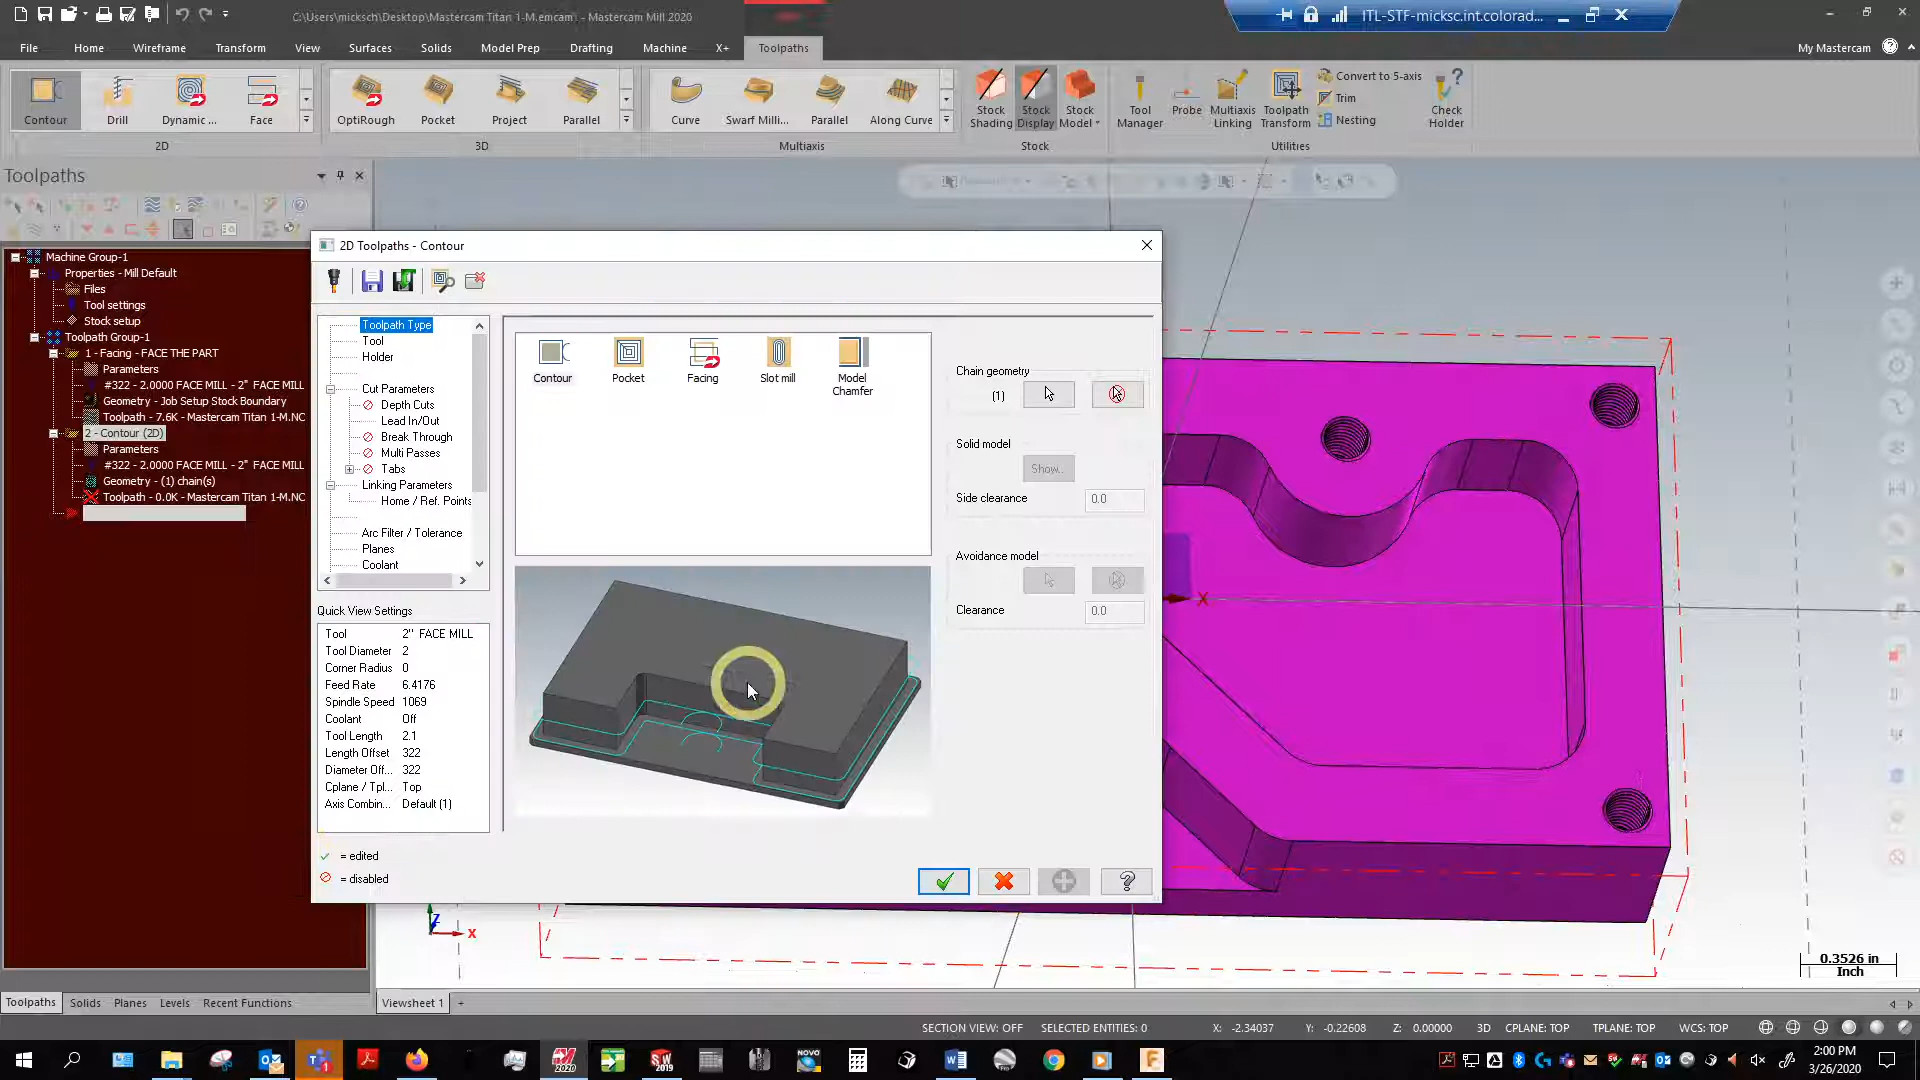 C:\Users\micksch\Desktop\Mastercam Titan 1-M.emcam - Mastercam Mill 2020
Toolpaths
ITL-STF-micksc.int.colorad...
File
Home
Wireframe
Transform
View
Surfaces
Solids
Model Prep
Drafting
Machine
X+
Toolpaths
My Mastercam
Contour
Drill
Dynamic ...
Face
OptiRough
Pocket
Project
Parallel
Curve
Swarf Milli...
Parallel
Along Curve
Stock Shading
Stock Display
Stock Model
Tool Manager
Probe
Multiaxis Linking
Toolpath Transform
Convert to 5-axis
Trim
Nesting
Check Holder
2D
3D
Multiaxis
Stock
Utilities
Toolpaths
Machine Group-1
Properties - Mill Default
Files
Tool settings
Stock setup
Toolpath Group-1
1 - Facing - FACE THE PART
Parameters
#322 - 2.0000 FACE MILL - 2" FACE MILL
Geometry - Job Setup Stock Boundary
Toolpath - 7.6K - Mastercam Titan 1-M.NC
2 - Contour (2D)
Parameters
#322 - 2.0000 FACE MILL - 2" FACE MILL
Geometry - (1) chain(s)
Toolpath - 0.0K - Mastercam Titan 1-M.NC
2D Toolpaths - Contour
Toolpath Type
Tool
Holder
Cut Parameters
Depth Cuts
Lead In/Out
Break Through
Multi Passes
Tabs
Linking Parameters
Home / Ref. Points
Arc Filter / Tolerance
Planes
Coolant
Quick View Settings
Tool 2" FACE MILL
Tool Diameter 2
Corner Radius 0
Feed Rate 6.4176
Spindle Speed 1069
Coolant Off
Tool Length 2.1
Length Offset 322
Diameter Off... 322
Cplane / Tpl... Top
Axis Combin... Default (1)
= edited
= disabled
Contour
Pocket
Facing
Slot mill
Model Chamfer
Chain geometry
(1)
Solid model
Show...
Side clearance 0.0
Avoidance model
Clearance 0.0
X
Z
X
0.3526 in
Inch
Toolpaths
Solids
Planes
Levels
Recent Functions
Viewsheet 1
+
SECTION VIEW: OFF
SELECTED ENTITIES: 0
X: -2.34037
Y: -0.22608
Z: 0.00000
3D
CPLANE: TOP
TPLANE: TOP
WCS: TOP
2020
2019
NOVO
2:00 PM
3/26/2020